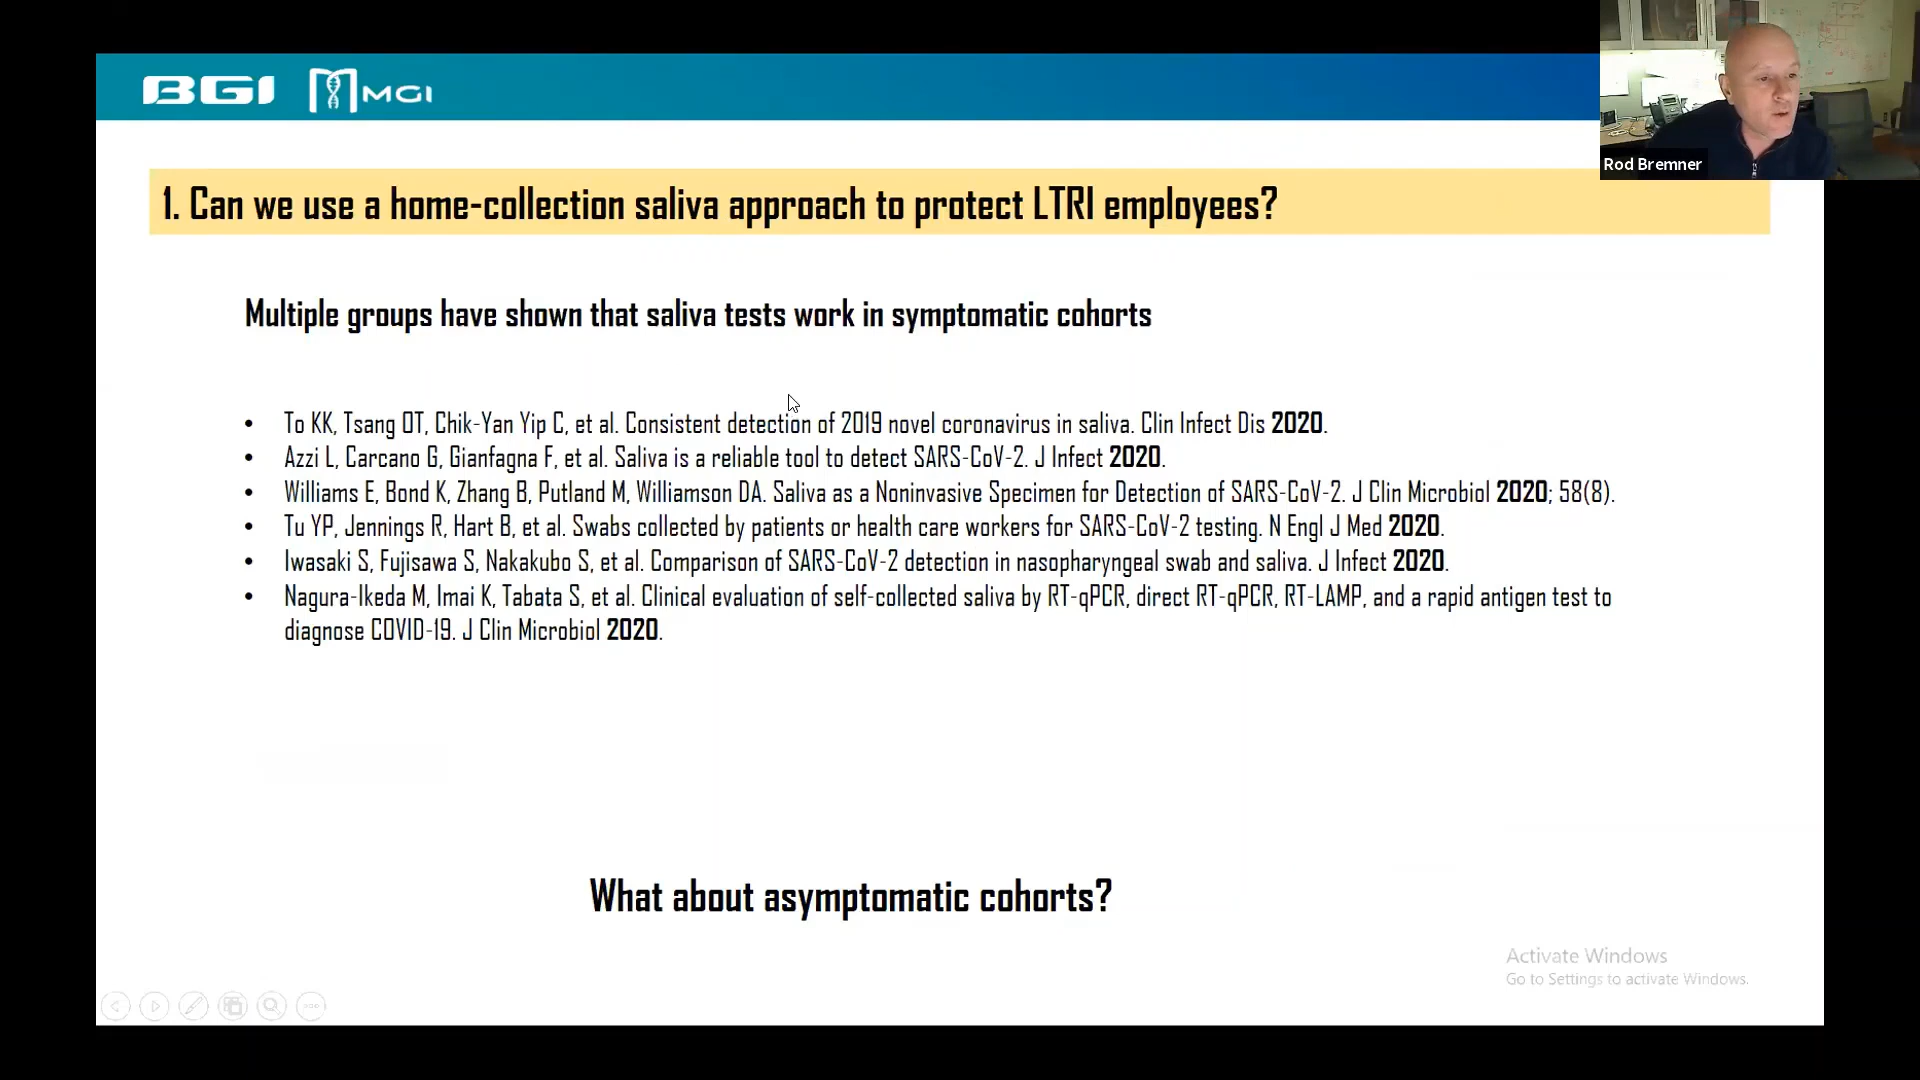 BGI MGI
Rod Bremner
1. Can we use a home-collection saliva approach to protect LTRI employees?
Multiple groups have shown that saliva tests work in symptomatic cohorts
• To KK, Tsang OT, Chik-Yan Yip C, et al. Consistent detection of 2019 novel coronavirus in saliva. Clin Infect Dis 2020.
• Azzi L, Carcano G, Gianfagna F, et al. Saliva is a reliable tool to detect SARS-CoV-2. J Infect 2020.
• Williams E, Bond K, Zhang B, Putland M, Williamson DA. Saliva as a Noninvasive Specimen for Detection of SARS-CoV-2. J Clin Microbiol 2020; 58(8).
• Tu YP, Jennings R, Hart B, et al. Swabs collected by patients or health care workers for SARS-CoV-2 testing. N Engl J Med 2020.
• Iwasaki S, Fujisawa S, Nakakubo S, et al. Comparison of SARS-CoV-2 detection in nasopharyngeal swab and saliva. J Infect 2020.
• Nagura-Ikeda M, Imai K, Tabata S, et al. Clinical evaluation of self-collected saliva by RT-qPCR, direct RT-qPCR, RT-LAMP, and a rapid antigen test to
diagnose COVID-19. J Clin Microbiol 2020.
What about asymptomatic cohorts?
Activate Windows
Go to Settings to activate Windows.